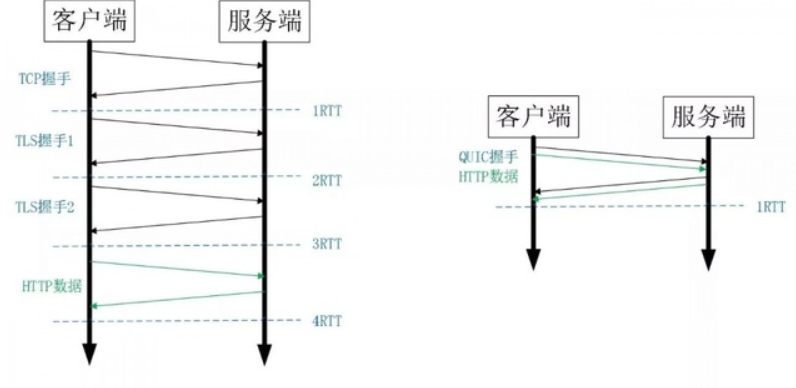 客户端
服务端
TCP握手
1RTT
TLS握手1
2RTT
TLS握手2
3RTT
HTTP数据
4RTT
客户端
服务端
QUIC握手
HTTP数据
1RTT